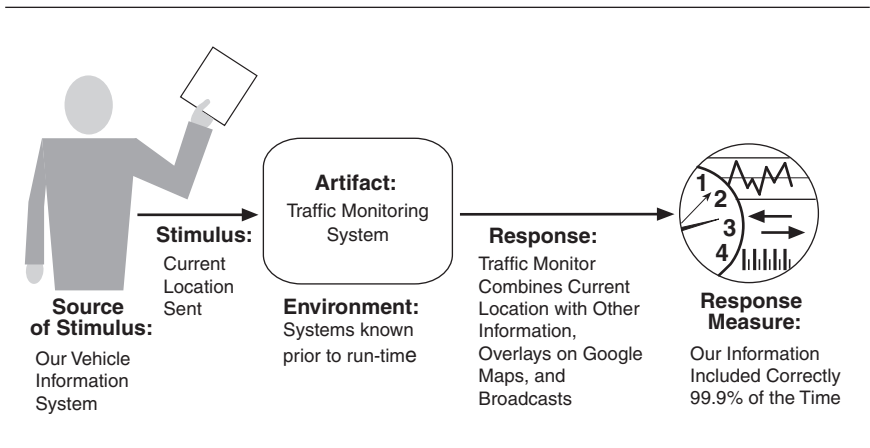 Source
of Stimulus:
Our Vehicle
Information
System
Stimulus:
Current
Location
Sent
Artifact:
Traffic Monitoring
System
Environment:
Systems known
prior to run-time
Response:
Traffic Monitor
Combines Current
Location with Other
Information,
Overlays on Google
Maps, and
Broadcasts
1
2
3
4
Response
Measure:
Our Information
Included Correctly
99.9% of the Time